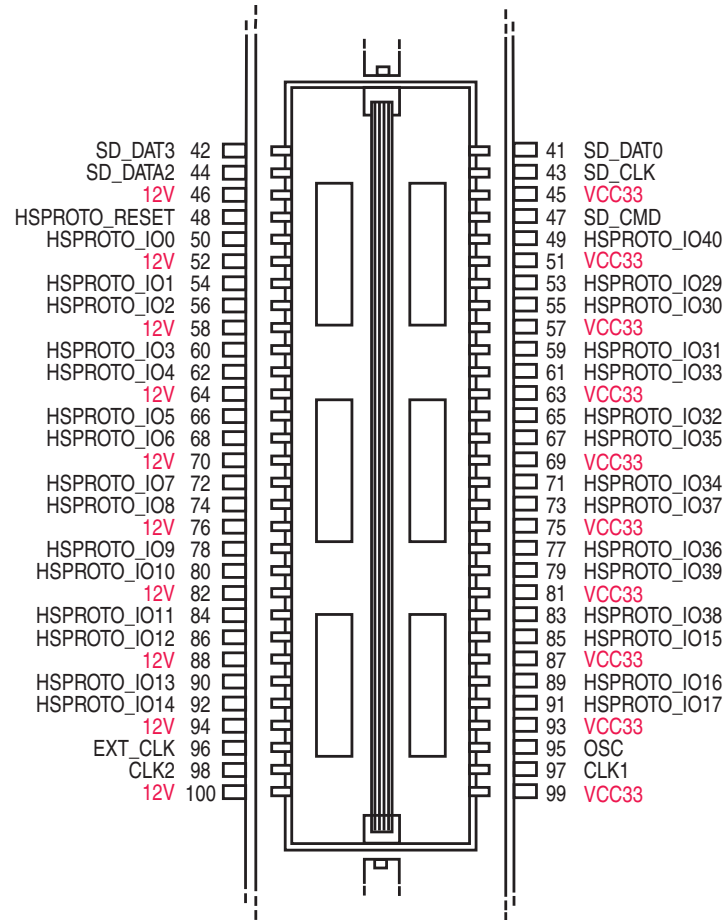 SD_DAT3 42 41 SD_DAT0
SD_DATA2 44 43 SD_CLK
12V 46 45 VCC33
HSPROTO_RESET 48 47 SD_CMD
HSPROTO_IO0 50 49 HSPROTO_IO40
12V 52 51 VCC33
HSPROTO_IO1 54 53 HSPROTO_IO29
HSPROTO_IO2 56 55 HSPROTO_IO30
12V 58 57 VCC33
HSPROTO_IO3 60 59 HSPROTO_IO31
HSPROTO_IO4 62 61 HSPROTO_IO33
12V 64 63 VCC33
HSPROTO_IO5 66 65 HSPROTO_IO32
HSPROTO_IO6 68 67 HSPROTO_IO35
12V 70 69 VCC33
HSPROTO_IO7 72 71 HSPROTO_IO34
HSPROTO_IO8 74 73 HSPROTO_IO37
12V 76 75 VCC33
HSPROTO_IO9 78 77 HSPROTO_IO36
HSPROTO_IO10 80 79 HSPROTO_IO39
12V 82 81 VCC33
HSPROTO_IO11 84 83 HSPROTO_IO38
HSPROTO_IO12 86 85 HSPROTO_IO15
12V 88 87 VCC33
HSPROTO_IO13 90 89 HSPROTO_IO16
HSPROTO_IO14 92 91 HSPROTO_IO17
12V 94 93 VCC33
EXT_CLK 96 95 OSC
CLK2 98 97 CLK1
12V 100 99 VCC33